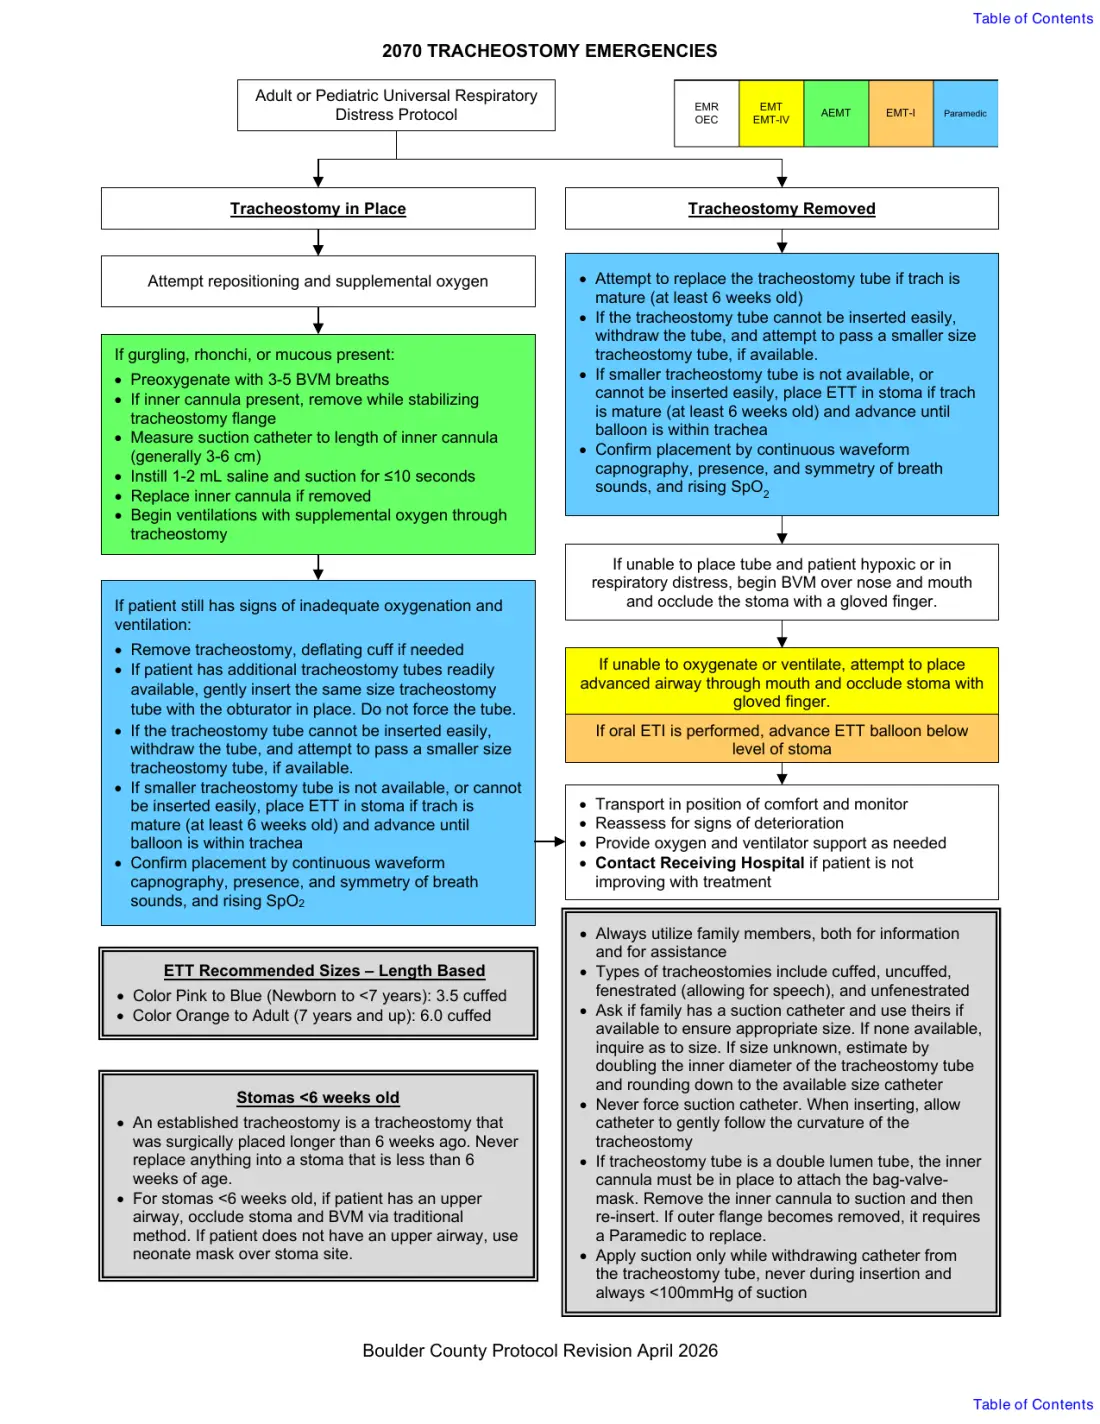 Table of Contents
2070 TRACHEOSTOMY EMERGENCIES
Adult or Pediatric Universal Respiratory
Distress Protocol
EMR
OEC
EMT
EMT-IV
AEMT
EMT-I
Paramedic
Tracheostomy in Place
Attempt repositioning and supplemental oxygen
If gurgling, rhonchi, or mucous present:
• Preoxygenate with 3-5 BVM breaths
• If inner cannula present, remove while stabilizing
tracheostomy flange
• Measure suction catheter to length of inner cannula
(generally 3-6 cm)
• Instill 1-2 mL saline and suction for ≤10 seconds
• Replace inner cannula if removed
• Begin ventilations with supplemental oxygen through
tracheostomy
If patient still has signs of inadequate oxygenation and
ventilation:
• Remove tracheostomy, deflating cuff if needed
• If patient has additional tracheostomy tubes readily
available, gently insert the same size tracheostomy
tube with the obturator in place. Do not force the tube.
• If the tracheostomy tube cannot be inserted easily,
withdraw the tube, and attempt to pass a smaller size
tracheostomy tube, if available.
• If smaller tracheostomy tube is not available, or cannot
be inserted easily, place ETT in stoma if trach is
mature (at least 6 weeks old) and advance until
balloon is within trachea
• Confirm placement by continuous waveform
capnography, presence, and symmetry of breath
sounds, and rising SpO2
ETT Recommended Sizes – Length Based
• Color Pink to Blue (Newborn to <7 years): 3.5 cuffed
• Color Orange to Adult (7 years and up): 6.0 cuffed
Stomas <6 weeks old
• An established tracheostomy is a tracheostomy that
was surgically placed longer than 6 weeks ago. Never
replace anything into a stoma that is less than 6
weeks of age.
• For stomas <6 weeks old, if patient has an upper
airway, occlude stoma and BVM via traditional
method. If patient does not have an upper airway, use
neonate mask over stoma site.
Tracheostomy Removed
• Attempt to replace the tracheostomy tube if trach is
mature (at least 6 weeks old)
• If the tracheostomy tube cannot be inserted easily,
withdraw the tube, and attempt to pass a smaller size
tracheostomy tube, if available.
• If smaller tracheostomy tube is not available, or
cannot be inserted easily, place ETT in stoma if trach
is mature (at least 6 weeks old) and advance until
balloon is within trachea
• Confirm placement by continuous waveform
capnography, presence, and symmetry of breath
sounds, and rising SpO2
If unable to place tube and patient hypoxic or in
respiratory distress, begin BVM over nose and mouth
and occlude the stoma with a gloved finger.
If unable to oxygenate or ventilate, attempt to place
advanced airway through mouth and occlude stoma with
gloved finger.
If oral ETI is performed, advance ETT balloon below
level of stoma
• Transport in position of comfort and monitor
• Reassess for signs of deterioration
• Provide oxygen and ventilator support as needed
• Contact Receiving Hospital if patient is not
improving with treatment
• Always utilize family members, both for information
and for assistance
• Types of tracheostomies include cuffed, uncuffed,
fenestrated (allowing for speech), and unfenestrated
• Ask if family has a suction catheter and use theirs if
available to ensure appropriate size. If none available,
inquire as to size. If size unknown, estimate by
doubling the inner diameter of the tracheostomy tube
and rounding down to the available size catheter
• Never force suction catheter. When inserting, allow
catheter to gently follow the curvature of the
tracheostomy
• If tracheostomy tube is a double lumen tube, the inner
cannula must be in place to attach the bag-valve-
mask. Remove the inner cannula to suction and then
re-insert. If outer flange becomes removed, it requires
a Paramedic to replace.
• Apply suction only while withdrawing catheter from
the tracheostomy tube, never during insertion and
always <100mmHg of suction
Boulder County Protocol Revision April 2026
Table of Contents